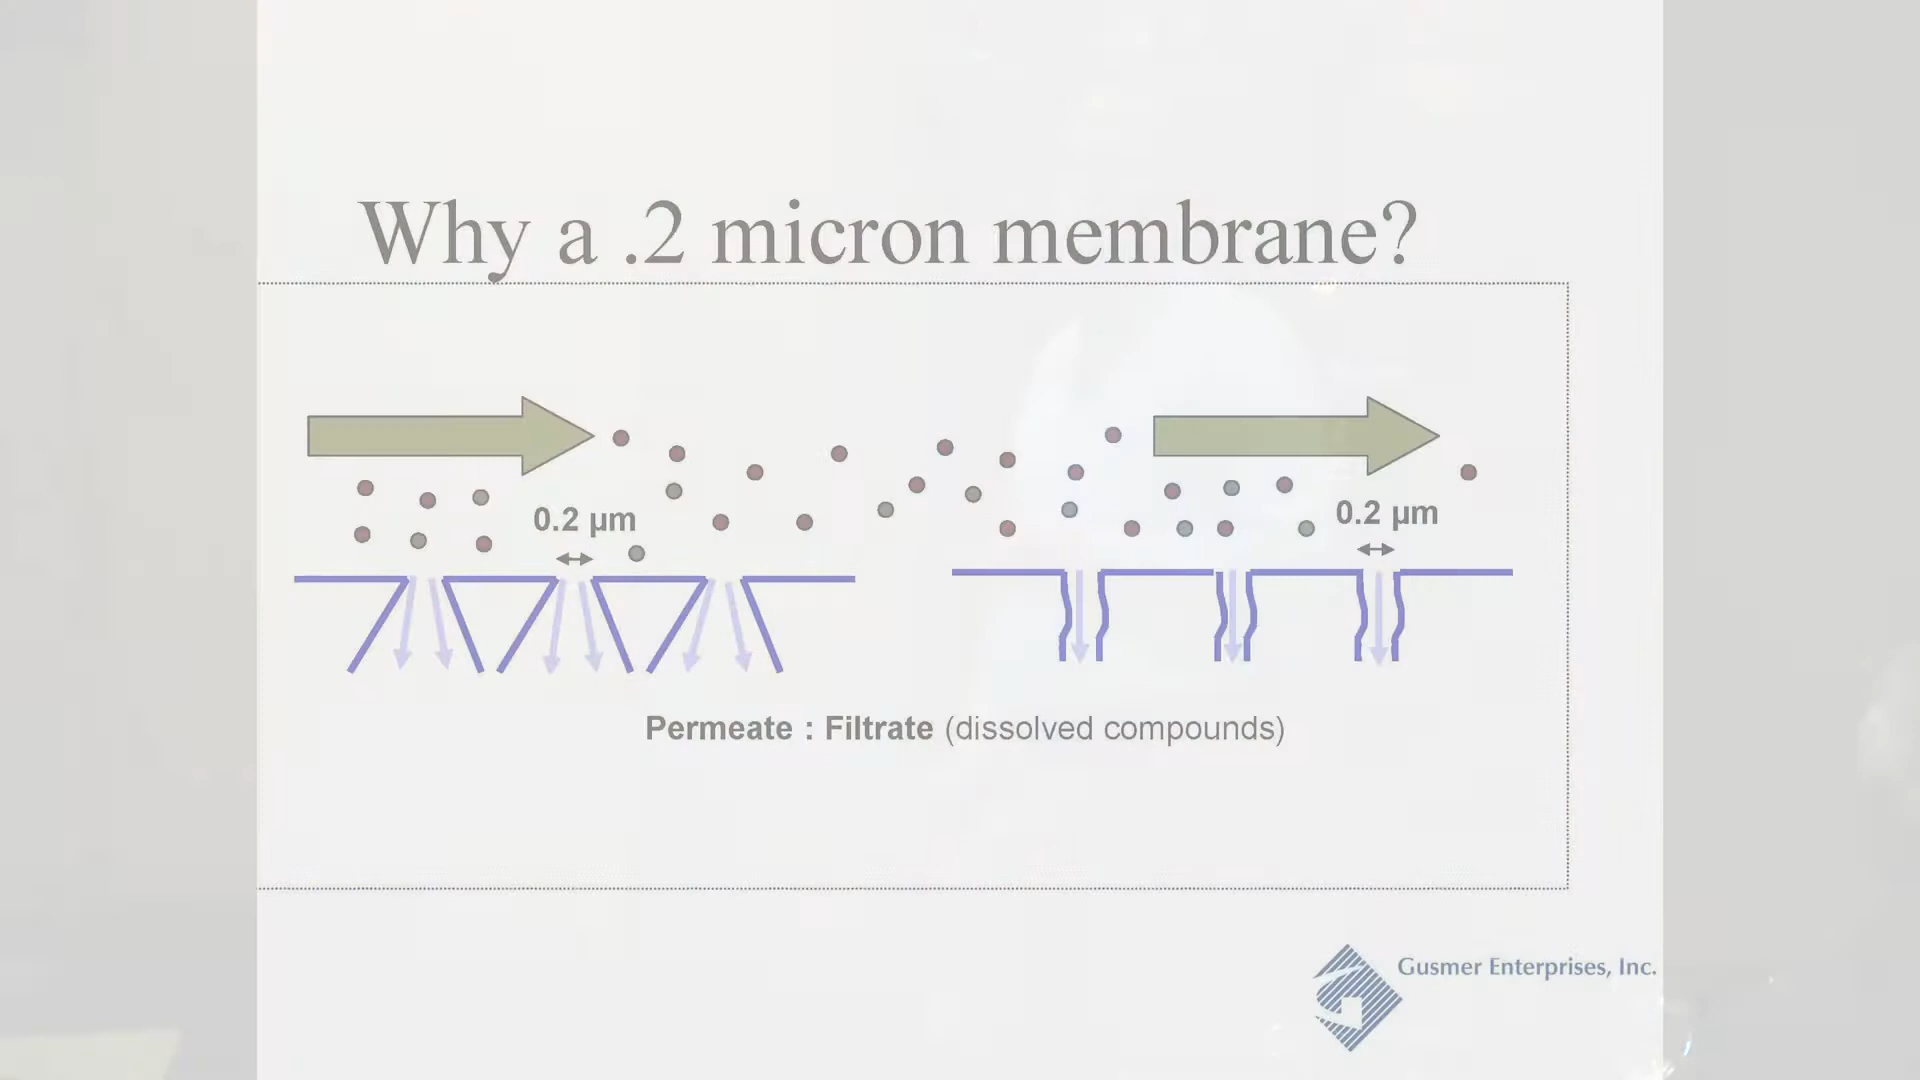 Why a .2 micron membrane?
0.2 µm
0.2 µm
Permeate : Filtrate (dissolved compounds)
Gusmer Enterprises, Inc.